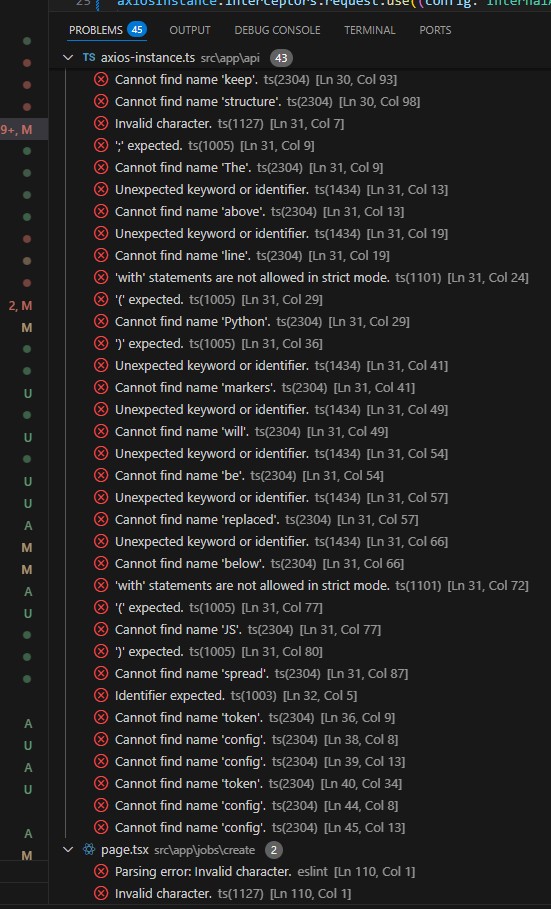 25 axiosInstance.interceptors.request.use((config: InternalA
PROBLEMS 45 OUTPUT DEBUG CONSOLE TERMINAL PORTS
TS axios-instance.ts src\app\api 43
Cannot find name 'keep'. ts(2304) [Ln 30, Col 93]
Cannot find name 'structure'. ts(2304) [Ln 30, Col 98]
9+, M Invalid character. ts(1127) [Ln 31, Col 7]
';' expected. ts(1005) [Ln 31, Col 9]
Cannot find name 'The'. ts(2304) [Ln 31, Col 9]
Unexpected keyword or identifier. ts(1434) [Ln 31, Col 13]
Cannot find name 'above'. ts(2304) [Ln 31, Col 13]
Unexpected keyword or identifier. ts(1434) [Ln 31, Col 19]
Cannot find name 'line'. ts(2304) [Ln 31, Col 19]
'with' statements are not allowed in strict mode. ts(1101) [Ln 31, Col 24]
2, M '(' expected. ts(1005) [Ln 31, Col 29]
M Cannot find name 'Python'. ts(2304) [Ln 31, Col 29]
')' expected. ts(1005) [Ln 31, Col 36]
Unexpected keyword or identifier. ts(1434) [Ln 31, Col 41]
U Cannot find name 'markers'. ts(2304) [Ln 31, Col 41]
Unexpected keyword or identifier. ts(1434) [Ln 31, Col 49]
U Cannot find name 'will'. ts(2304) [Ln 31, Col 49]
Unexpected keyword or identifier. ts(1434) [Ln 31, Col 54]
U Cannot find name 'be'. ts(2304) [Ln 31, Col 54]
U Unexpected keyword or identifier. ts(1434) [Ln 31, Col 57]
A Cannot find name 'replaced'. ts(2304) [Ln 31, Col 57]
M Unexpected keyword or identifier. ts(1434) [Ln 31, Col 66]
M Cannot find name 'below'. ts(2304) [Ln 31, Col 66]
A 'with' statements are not allowed in strict mode. ts(1101) [Ln 31, Col 72]
U '(' expected. ts(1005) [Ln 31, Col 77]
Cannot find name 'JS'. ts(2304) [Ln 31, Col 77]
')' expected. ts(1005) [Ln 31, Col 80]
Cannot find name 'spread'. ts(2304) [Ln 31, Col 87]
Identifier expected. ts(1003) [Ln 32, Col 5]
A Cannot find name 'token'. ts(2304) [Ln 36, Col 9]
U Cannot find name 'config'. ts(2304) [Ln 38, Col 8]
A Cannot find name 'config'. ts(2304) [Ln 39, Col 13]
U Cannot find name 'token'. ts(2304) [Ln 40, Col 34]
Cannot find name 'config'. ts(2304) [Ln 44, Col 8]
A Cannot find name 'config'. ts(2304) [Ln 45, Col 13]
M page.tsx src\app\jobs\create 2
Parsing error: Invalid character. eslint [Ln 110, Col 1]
Invalid character. ts(1127) [Ln 110, Col 1]